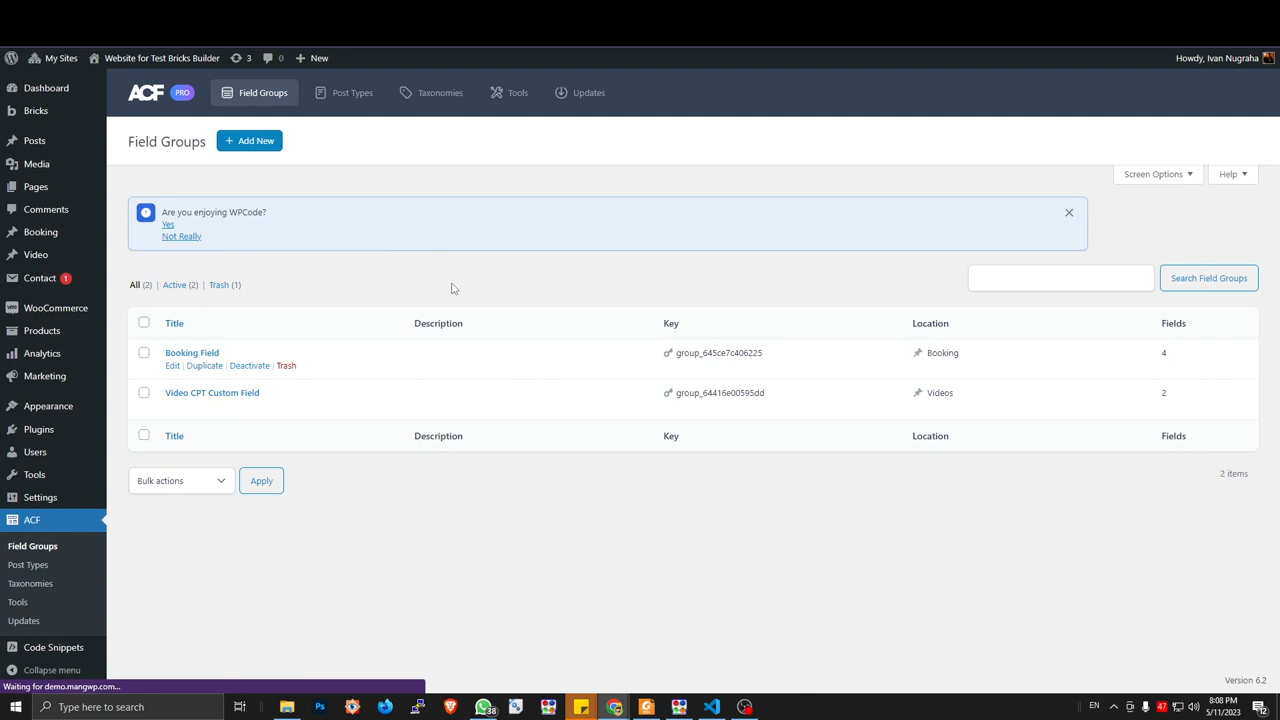 My Sites
Website for Test Bricks Builder
3
0
New
Howdy, Ivan Nugraha
Dashboard
Bricks
Posts
Media
Pages
Comments
Booking
Video
Contact 1
WooCommerce
Products
Analytics
Marketing
Appearance
Plugins
Users
Tools
Settings
ACF
Field Groups
Post Types
Taxonomies
Tools
Updates
Code Snippets
Collapse menu
ACF PRO
Field Groups
Post Types
Taxonomies
Tools
Updates
Field Groups
+ Add New
Screen Options
Help
Are you enjoying WPCode?
Yes
Not Really
All (2) | Active (2) | Trash (1)
Search Field Groups
Title Description Key Location Fields
Booking Field group_645ce7c406225 Booking 4
Edit | Duplicate | Deactivate | Trash
Video CPT Custom Field group_64416e00595dd Videos 2
Title Description Key Location Fields
Bulk actions
Apply
2 items
Version 6.2
Waiting for demo.mangwp.com...
Type here to search
38
EN
47
8:08 PM
5/11/2023
12